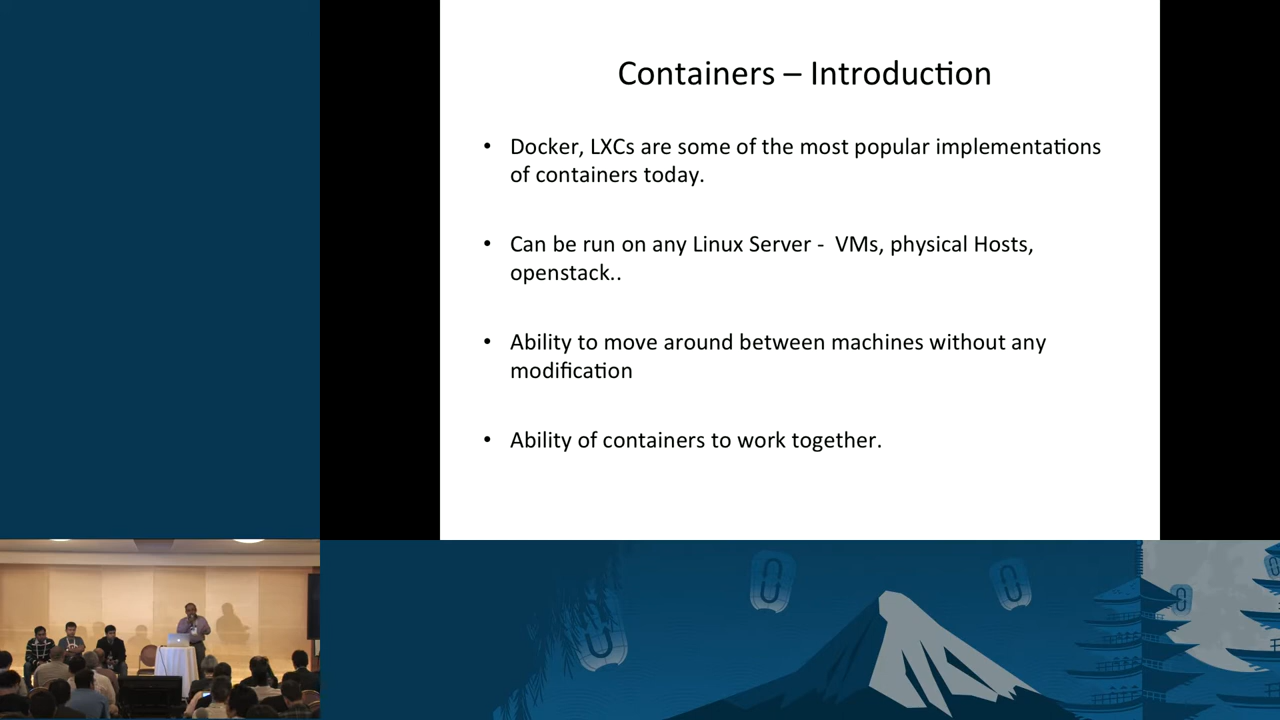 Containers – Introduction
• Docker, LXCs are some of the most popular implementations
of containers today.
• Can be run on any Linux Server -  VMs, physical Hosts,
openstack..
• Ability to move around between machines without any
modification
• Ability of containers to work together.